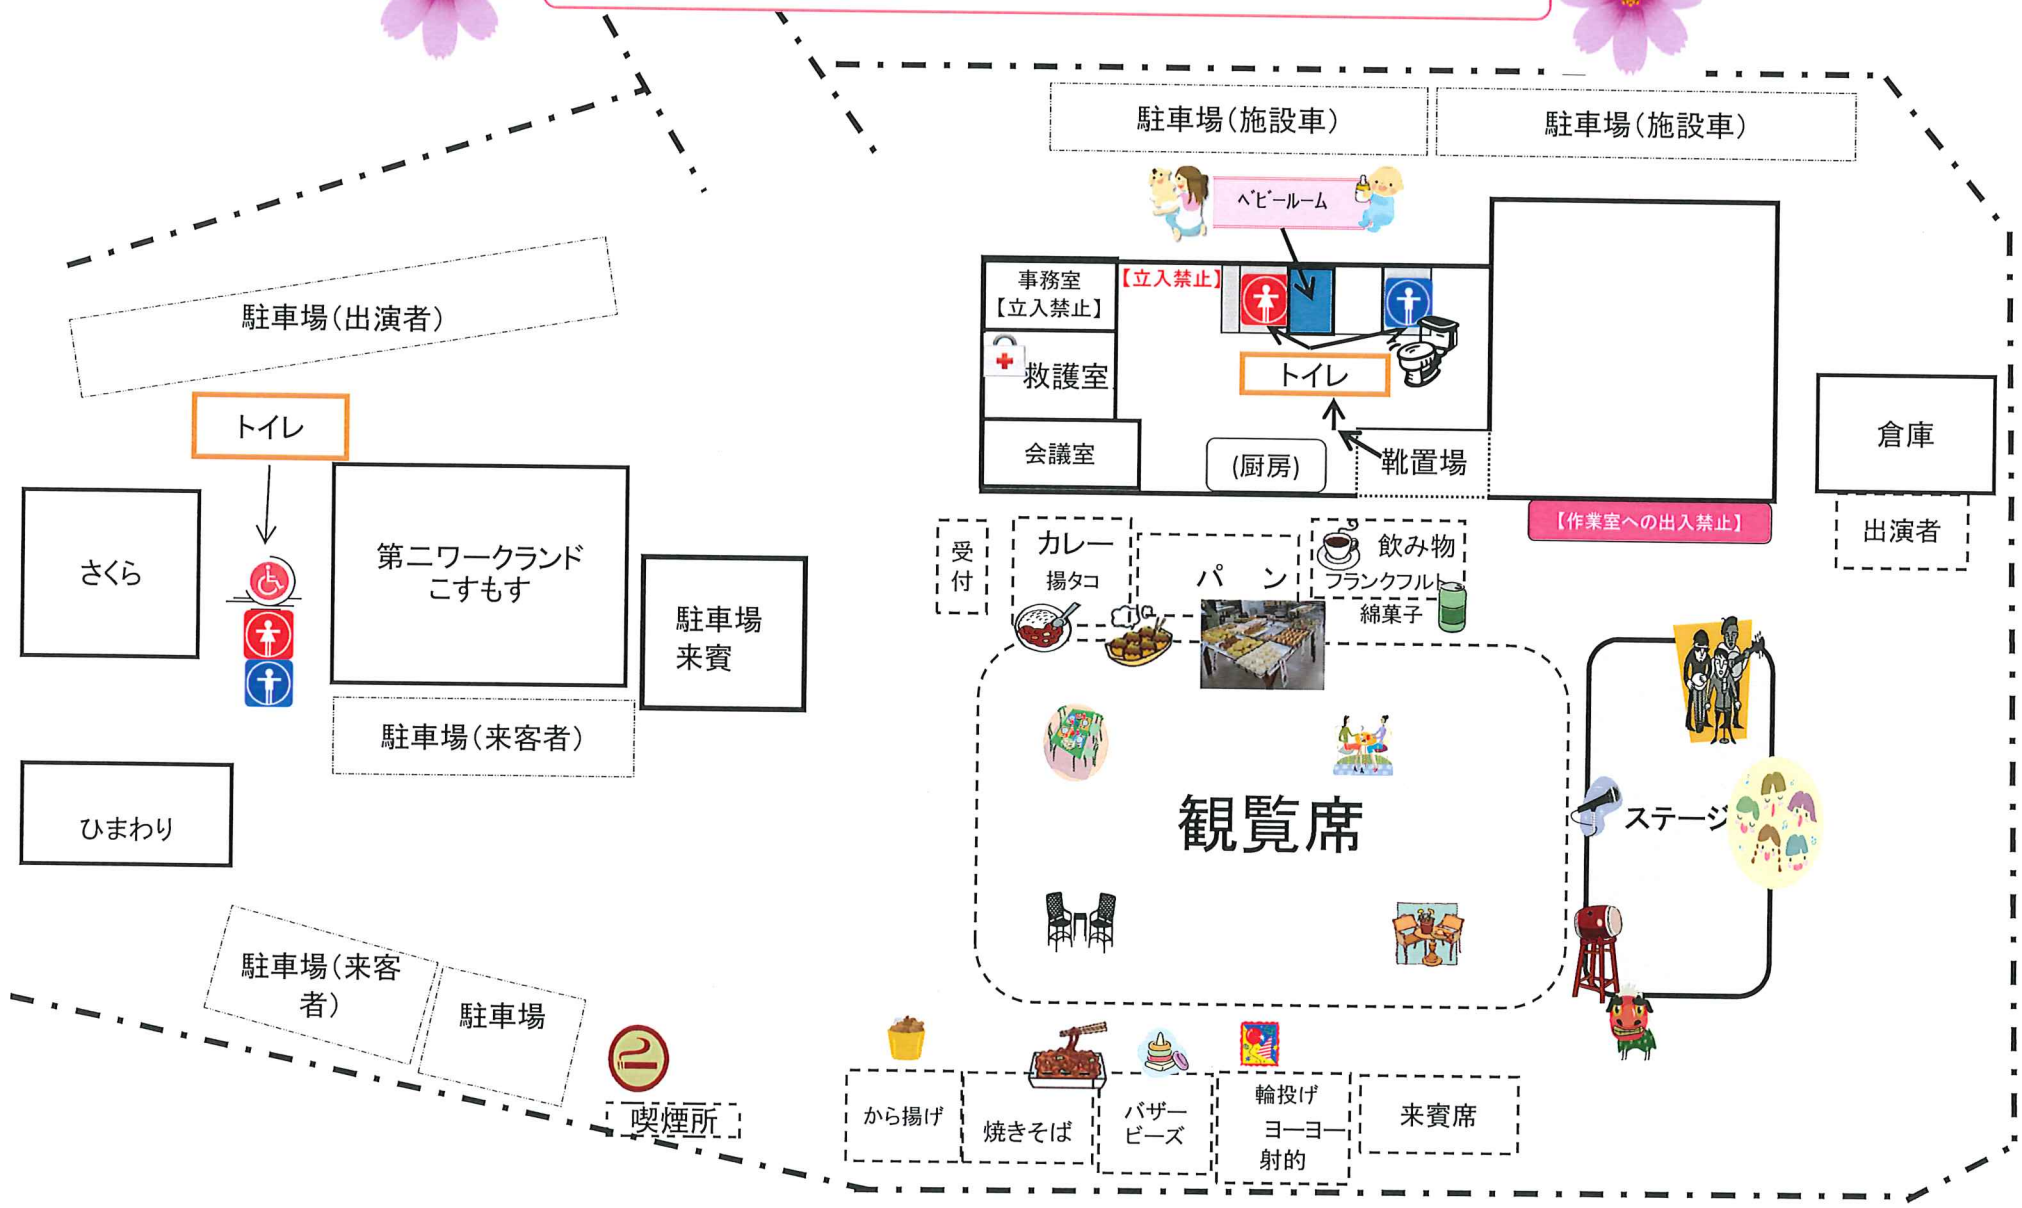 駐車場(施設車)
駐車場(施設車)
ベビールーム
事務室
【立入禁止】
【立入禁止】
駐車場(出演者)
救護室
トイレ
トイレ
会議室
(厨房)
靴置場
倉庫
【作業室への出入禁止】
出演者
さくら
第二ワークランド
こすもす
受付
カレー
揚タコ
パン
飲み物
フランクフルト
綿菓子
駐車場
来賓
駐車場(来客者)
ひまわり
観覧席
ステージ
駐車場(来客
者)
駐車場
喫煙所
から揚げ
焼きそば
バザー
ビーズ
輪投げ
ヨーヨー
射的
来賓席